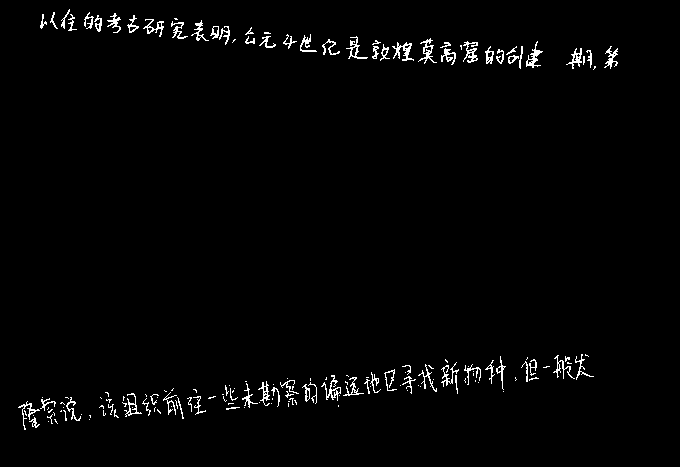 以往的考古研究表明,公元4世纪是敦煌莫高窟的创建 期,第
隆索说,该组织前往一些未勘察的偏远地区寻找新物种,但一般发